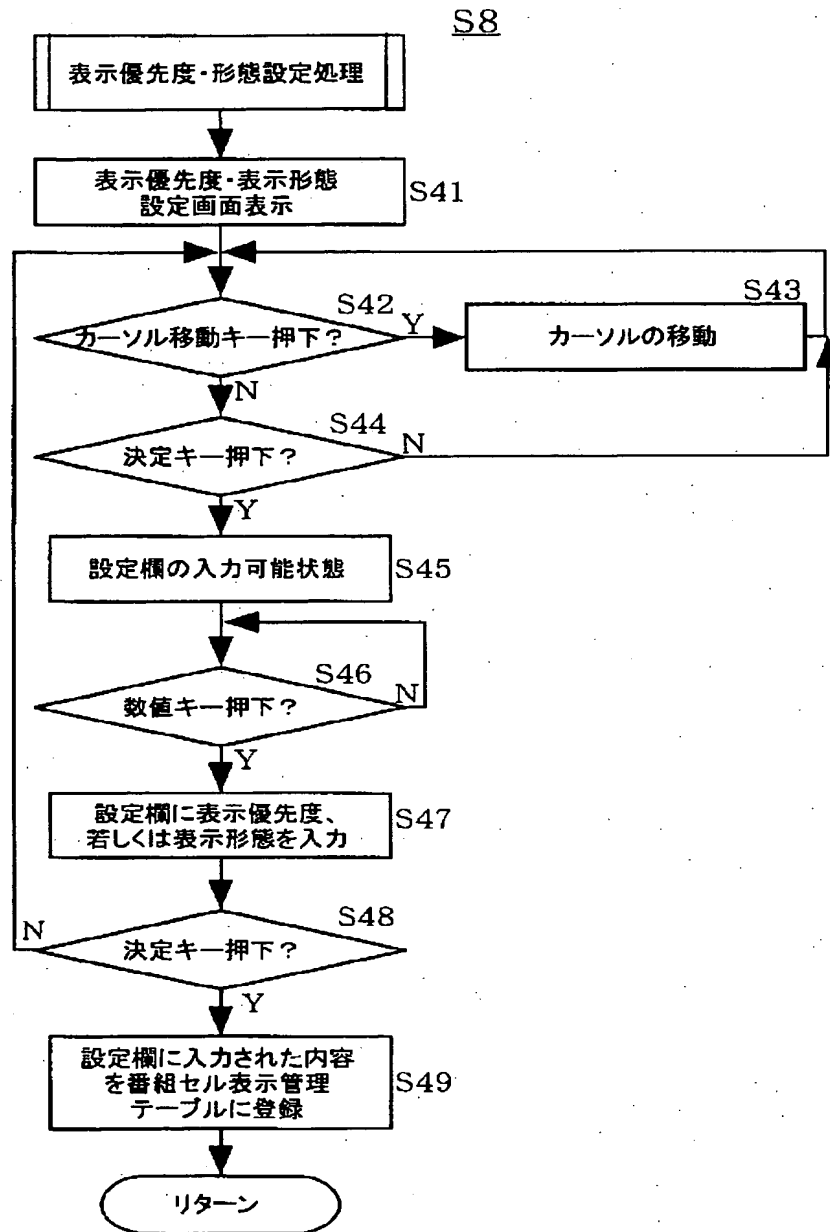 S8
表示優先度・形態設定処理
表示優先度・表示形態
設定画面表示
S41
S42
カーソル移動キー押下?
Y
S43
カーソルの移動
N
S44
決定キー押下?
N
Y
設定欄の入力可能状態
S45
S46
数値キー押下?
N
Y
設定欄に表示優先度、
若しくは表示形態を入力
S47
S48
N
決定キー押下?
Y
設定欄に入力された内容
を番組セル表示管理
テーブルに登録
S49
リターン